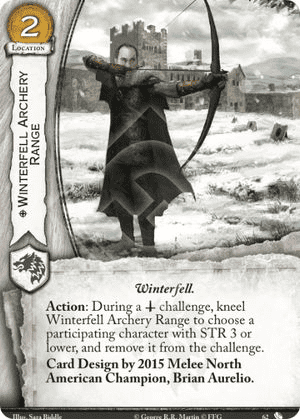 2
LOCATION
WINTERFELL ARCHERY
RANGE
Winterfell.
Action: During a challenge, kneel
Winterfell Archery Range to choose a
participating character with STR 3 or
lower, and remove it from the challenge.
Card Design by 2015 Melee North
American Champion, Brian Aurelio.
Illus. Sara Biddle
© George R.R. Martin © FFG
62